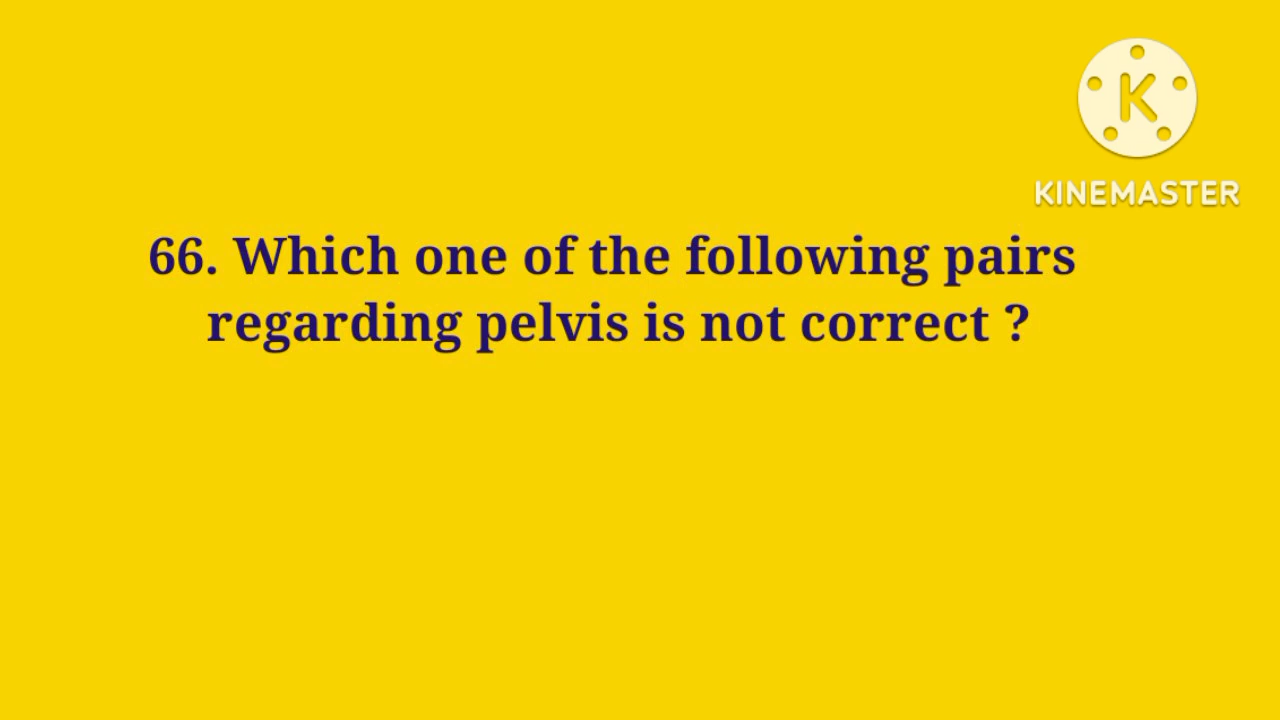 K
KINEMASTER
66. Which one of the following pairs
regarding pelvis is not correct ?